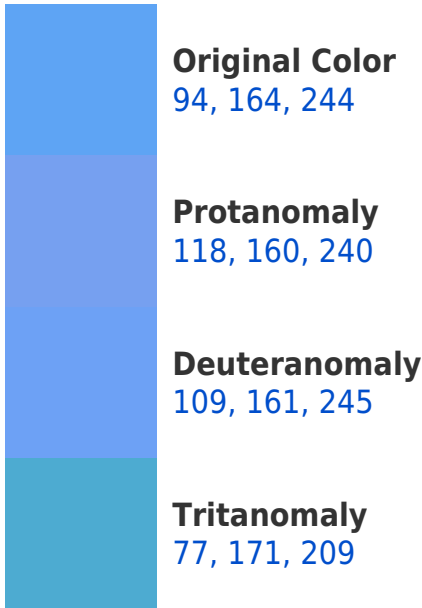 Original Color
94, 164, 244
Protanomaly
118, 160, 240
Deuteranomaly
109, 161, 245
Tritanomaly
77, 171, 209